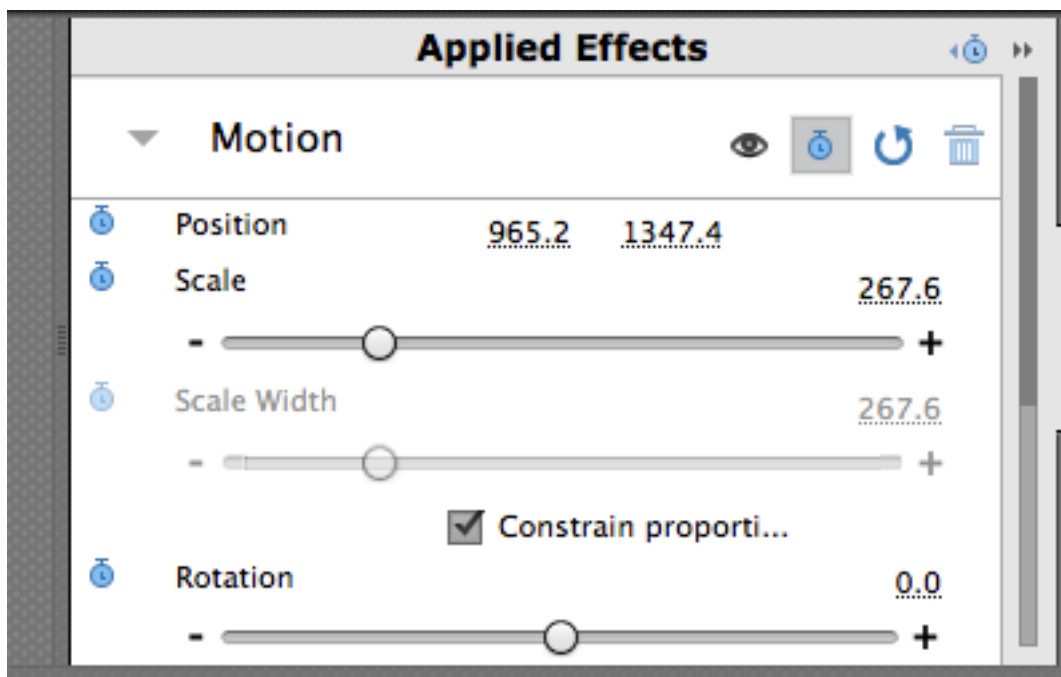 Applied Effects
Motion
Position 965.2 1347.4
Scale 267.6
- +
Scale Width 267.6
- +
Constrain proporti...
Rotation 0.0
- +